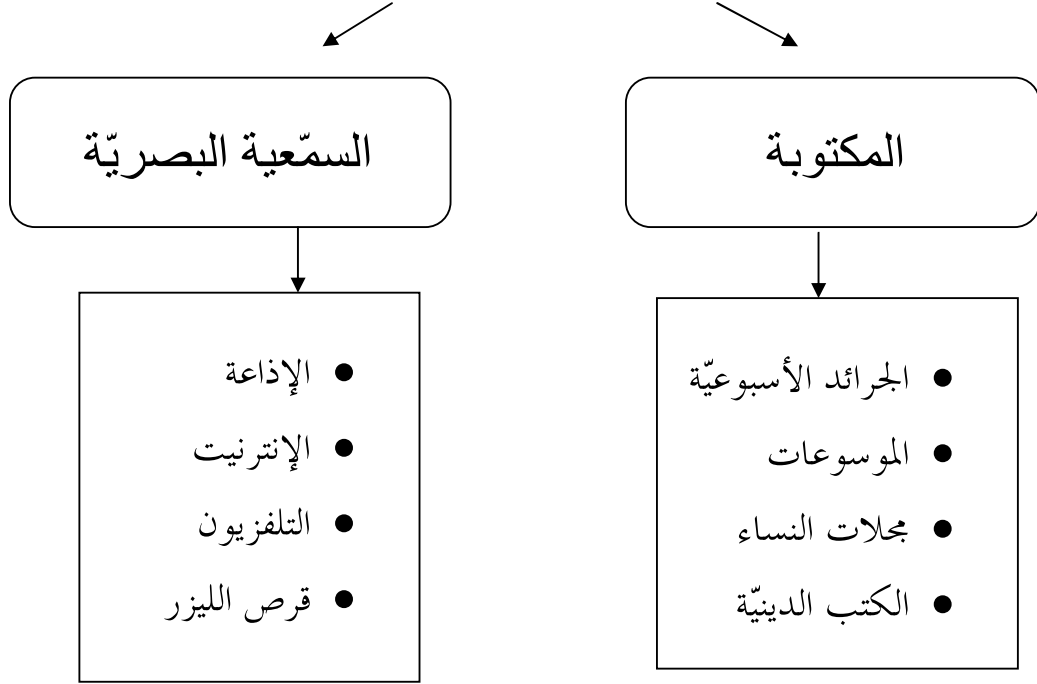 المكتوبة
السمّعية البصريّة
● الجرائد الأسبوعيّة
● الموسوعات
● مجلات النساء
● الكتب الدينيّة
● الإذاعة
● الإنترنيت
● التلفزيون
● قرص الليزر